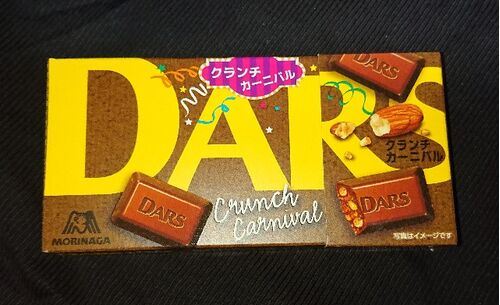 クランチ
カーニバル
DARS
DARS
クランチ
カーニバル
DARS
Crunch
Carnival
DARS
MORINAGA
写真はイメージです